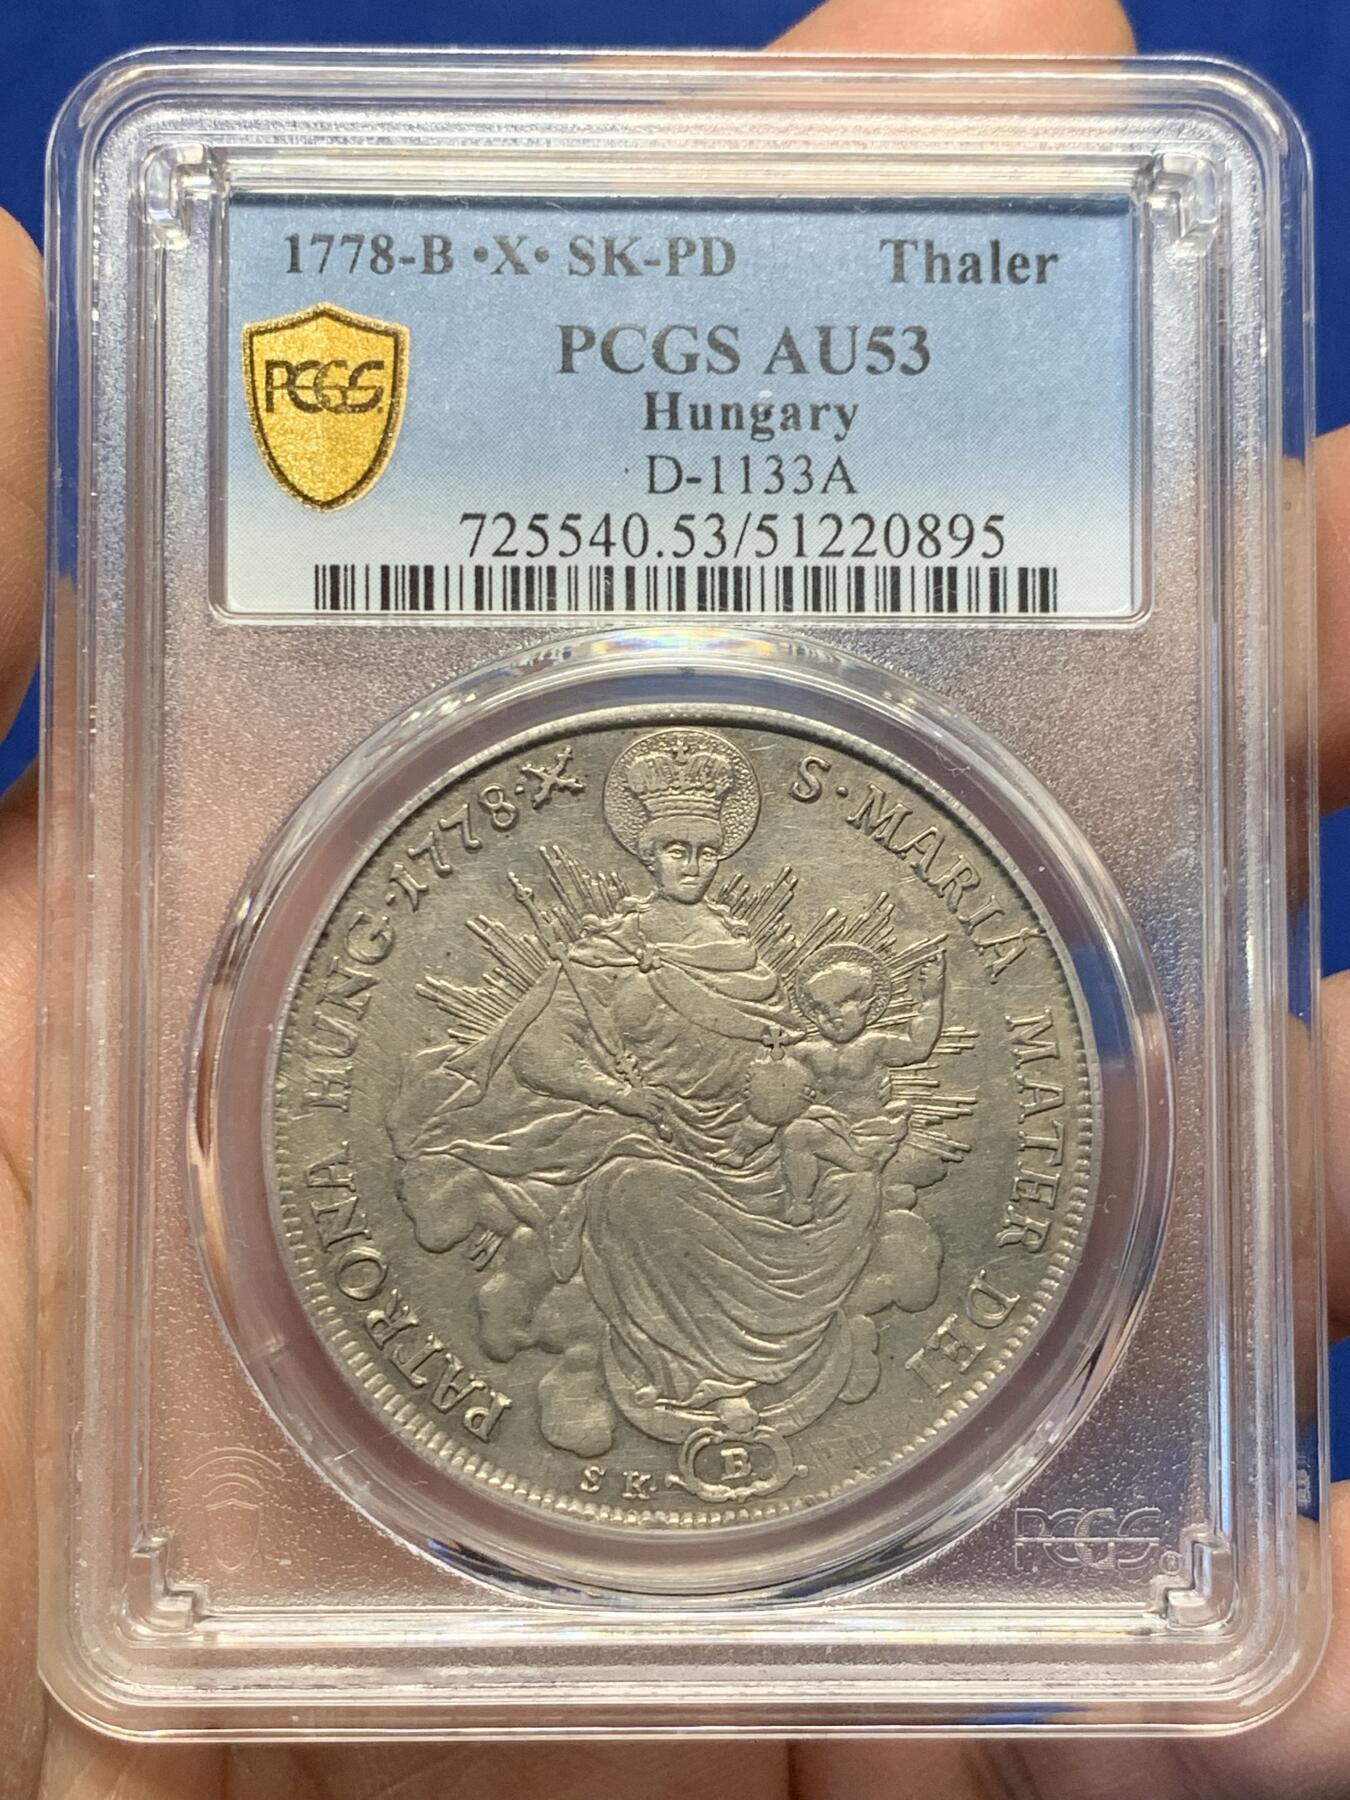 1778-B •X• SK-PD Thaler
PCGS AU53
PCGS
Hungary
D-1133A
725540.53/51220895
S·MARIA MATER DEI
PATRONA HUNG·1778·X
S K. B
PCGS